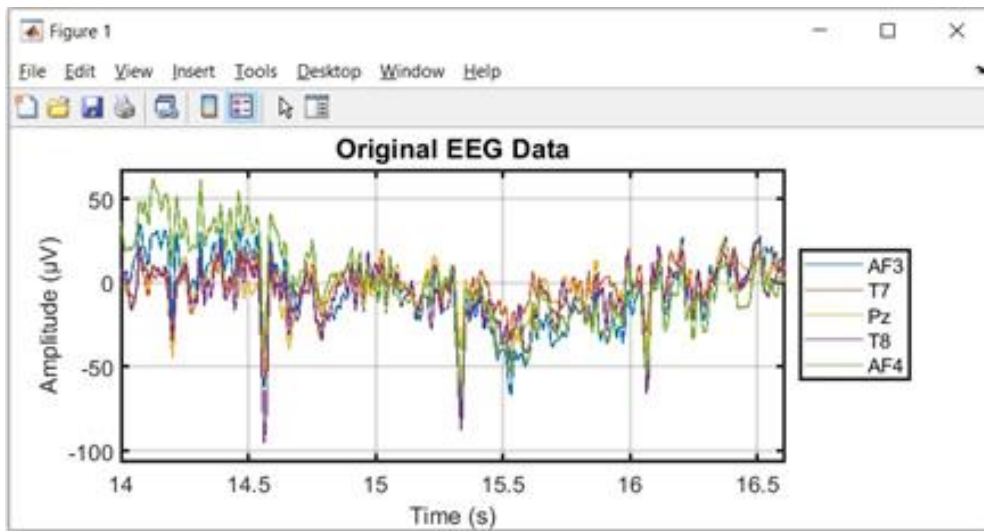 Figure 1
File Edit View Insert Tools Desktop Window Help
Original EEG Data
Amplitude (µV)
50
0
-50
-100
14 14.5 15 15.5 16 16.5
Time (s)
AF3
T7
Pz
T8
AF4